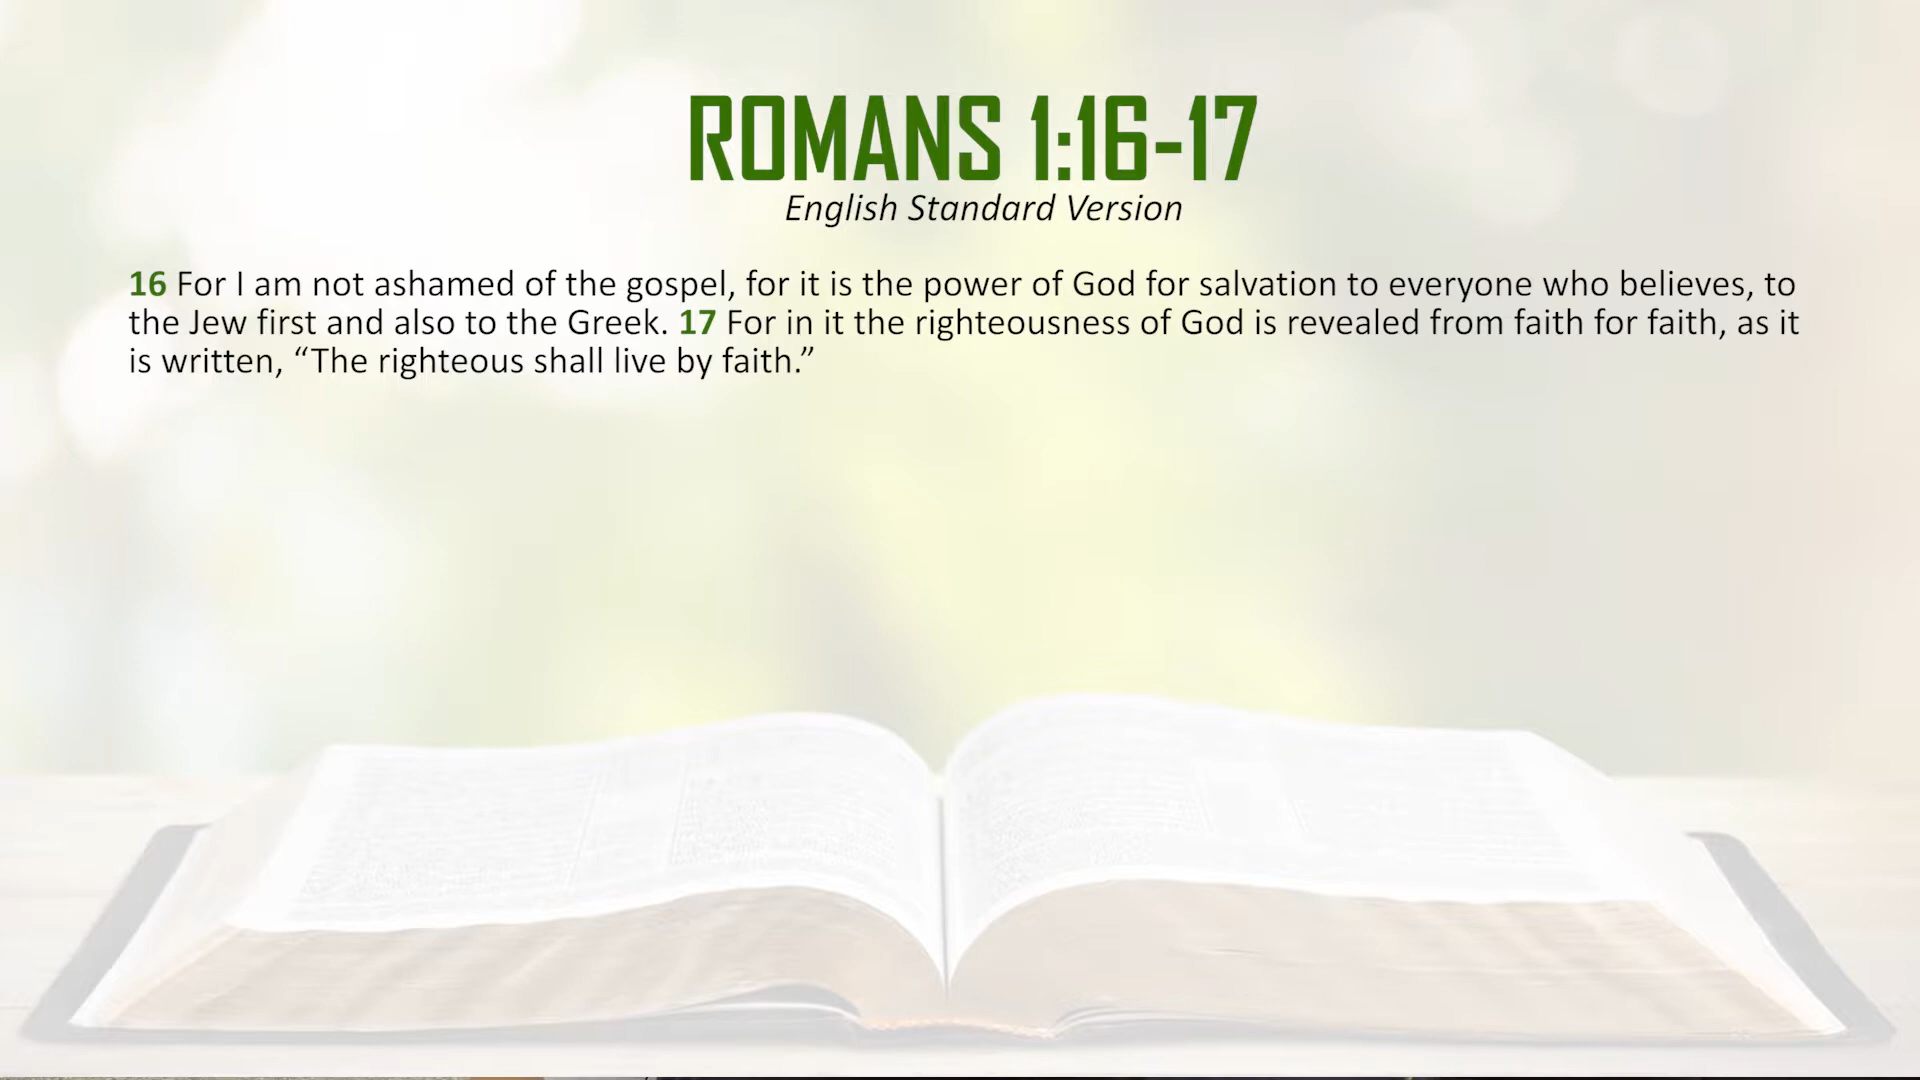 ROMANS 1:16-17
English Standard Version
16 For I am not ashamed of the gospel, for it is the power of God for salvation to everyone who believes, to
the Jew first and also to the Greek. 17 For in it the righteousness of God is revealed from faith for faith, as it
is written, “The righteous shall live by faith.”